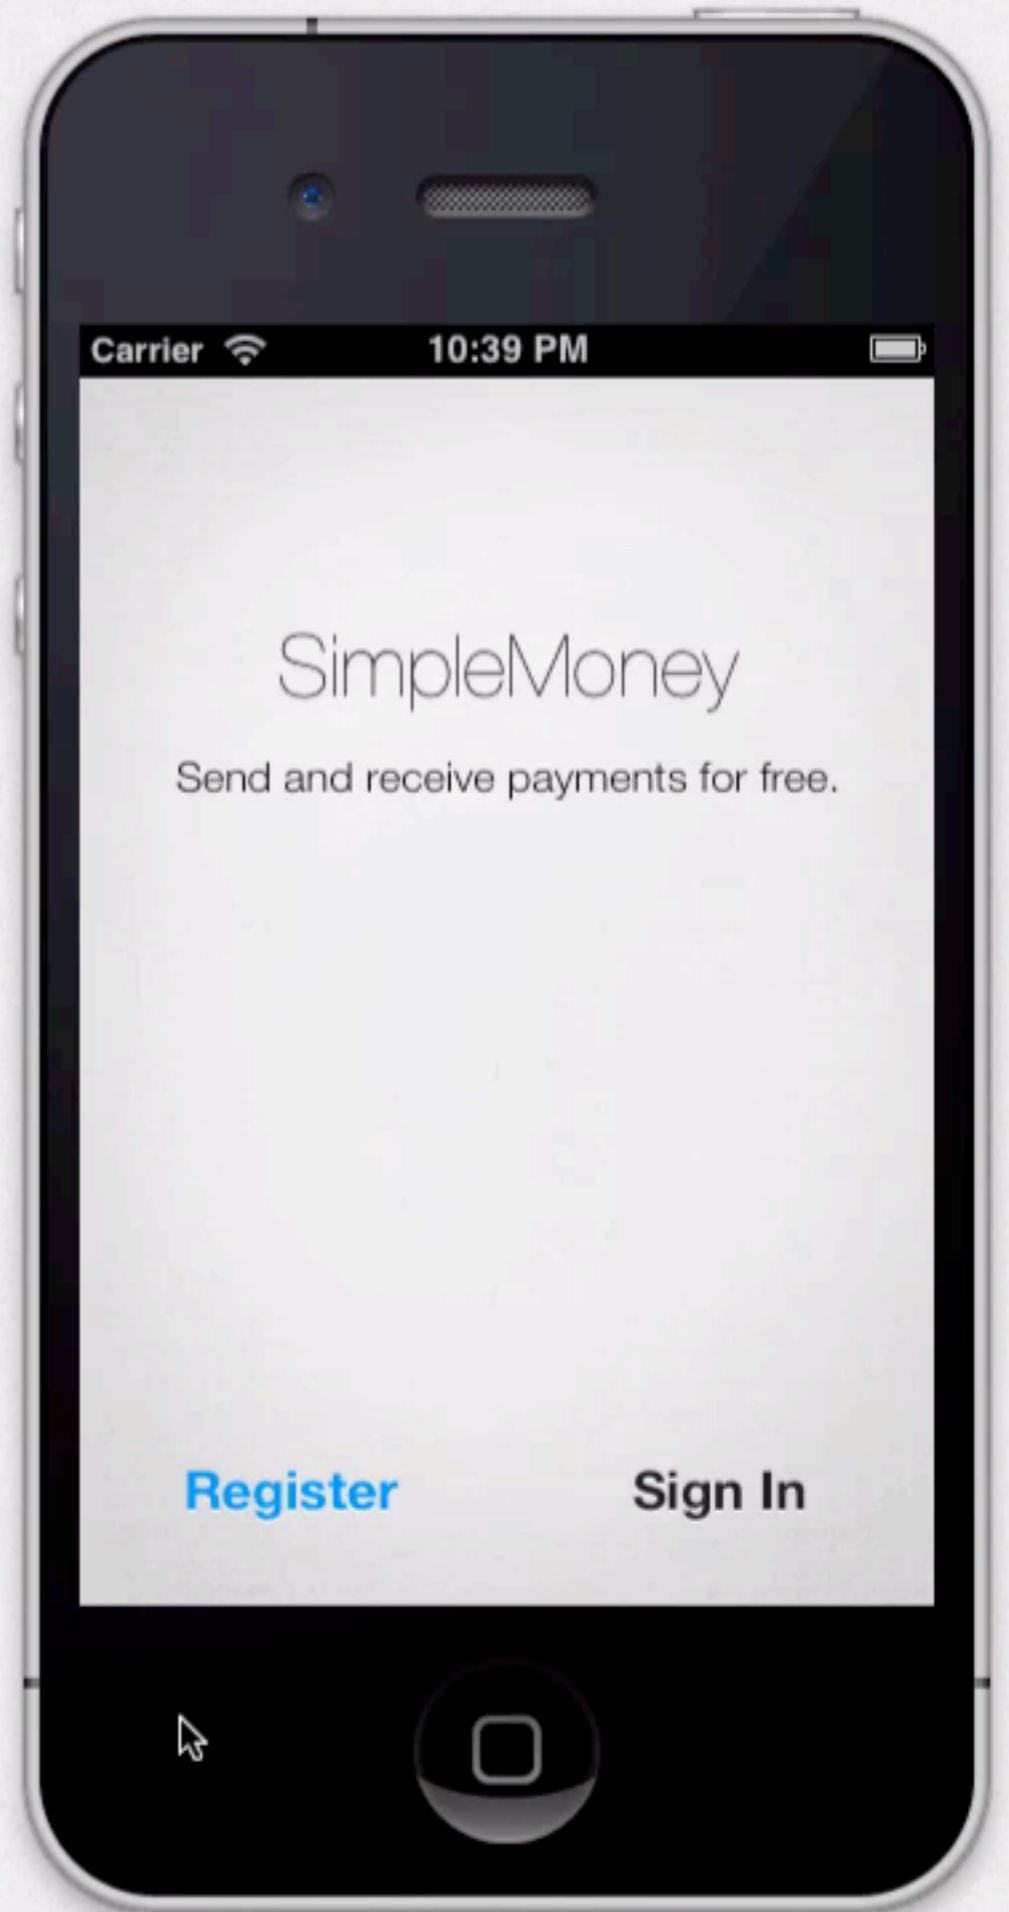 Carrier 10:39 PM
SimpleMoney
Send and receive payments for free.
Register Sign In